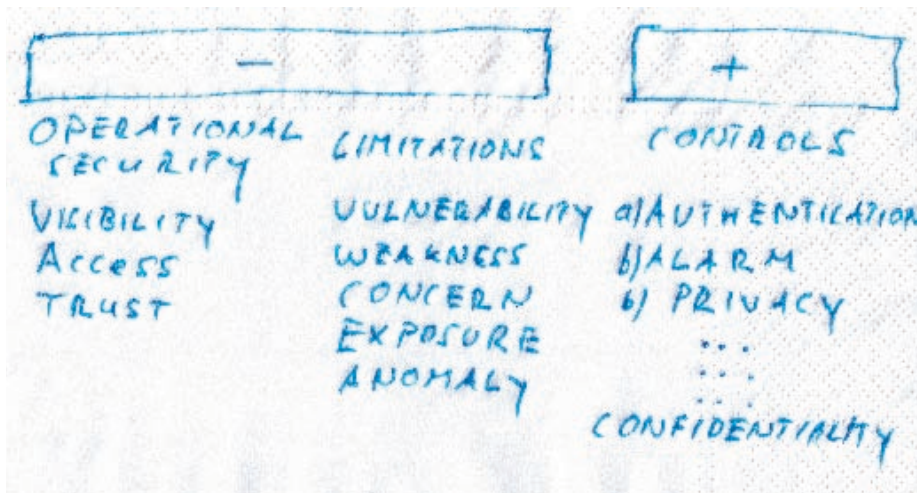 −
+
OPERATIONAL
SECURITY
VISIBILITY
ACCESS
TRUST
LIMITATIONS
VULNERABILITY
WEAKNESS
CONCERN
EXPOSURE
ANOMALY
CONTROLS
a) AUTHENTICATION
b) ALARM
b) PRIVACY
...
...
...
CONFIDENTIALITY